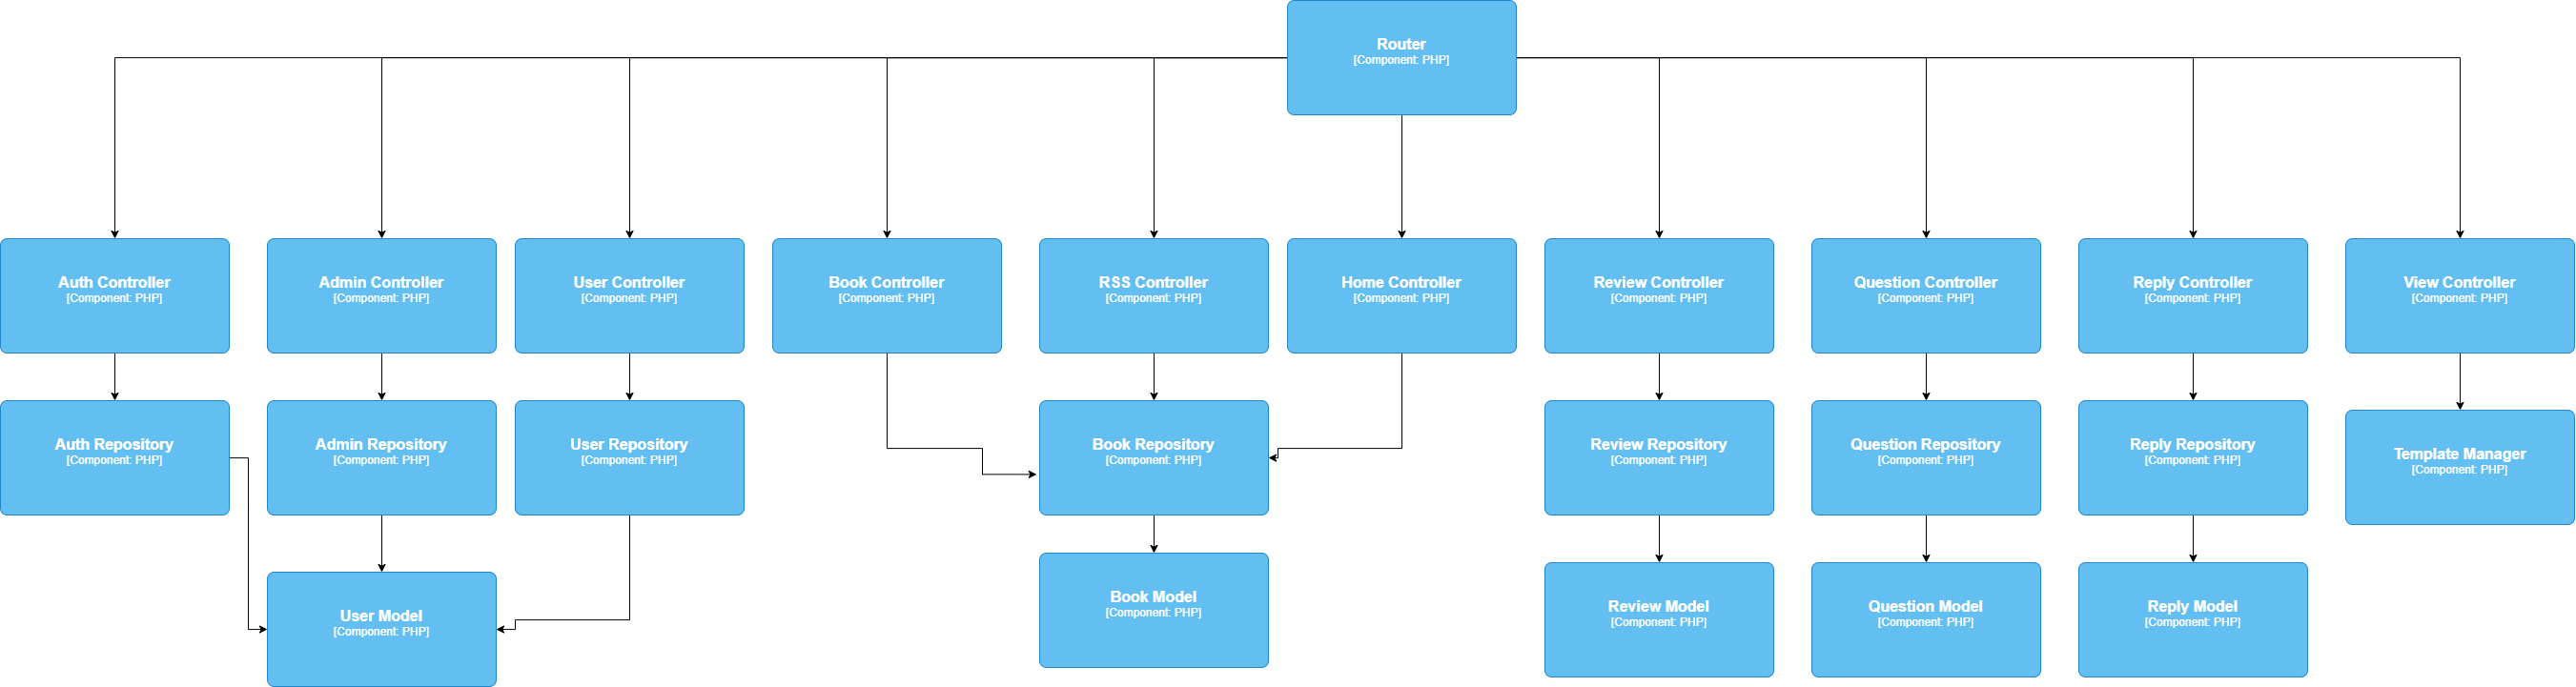 Router
[Component: PHP]
Auth Controller
[Component: PHP]
Admin Controller
[Component: PHP]
User Controller
[Component: PHP]
Book Controller
[Component: PHP]
RSS Controller
[Component: PHP]
Home Controller
[Component: PHP]
Review Controller
[Component: PHP]
Question Controller
[Component: PHP]
Reply Controller
[Component: PHP]
View Controller
[Component: PHP]
Auth Repository
[Component: PHP]
Admin Repository
[Component: PHP]
User Repository
[Component: PHP]
Book Repository
[Component: PHP]
Review Repository
[Component: PHP]
Question Repository
[Component: PHP]
Reply Repository
[Component: PHP]
Template Manager
[Component: PHP]
User Model
[Component: PHP]
Book Model
[Component: PHP]
Review Model
[Component: PHP]
Question Model
[Component: PHP]
Reply Model
[Component: PHP]